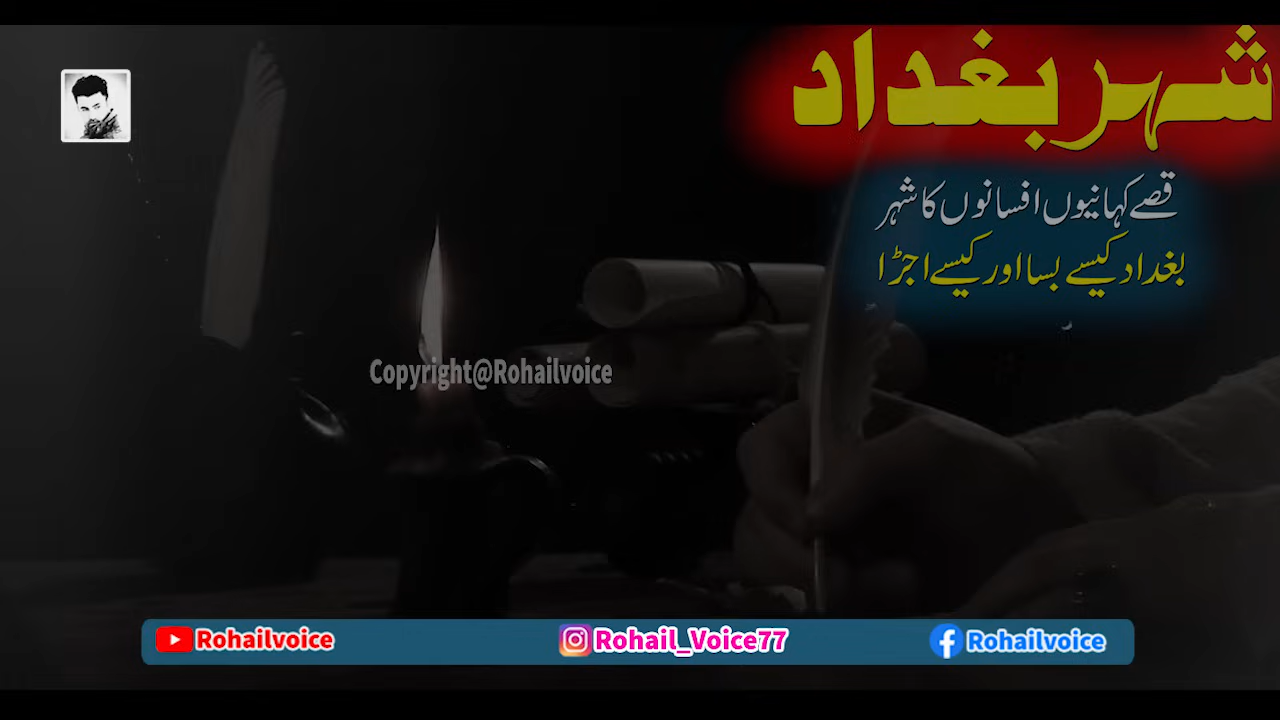 شہر بغداد
قصے کہانیوں افسانوں کا شہر
بغداد کیسے بسا اور کیسے اجڑا
Copyright@Rohailvoice
Rohailvoice
Rohail_Voice77
Rohailvoice